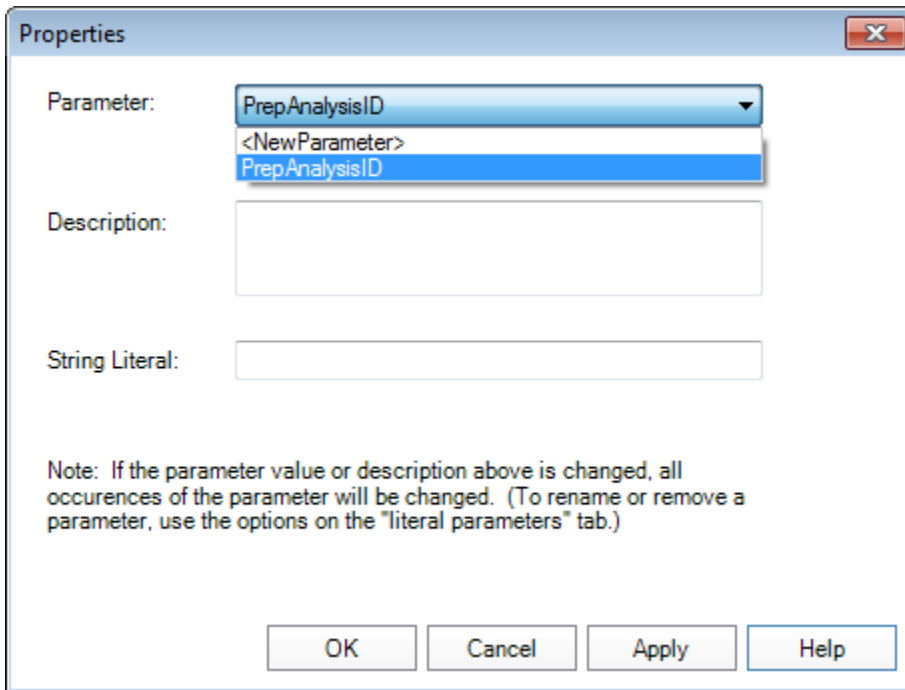 Properties
Parameter:
PrepAnalysisID
<NewParameter>
PrepAnalysisID
Description:
String Literal:
Note:  If the parameter value or description above is changed, all
occurences of the parameter will be changed.  (To rename or remove a
parameter, use the options on the "literal parameters" tab.)
OK Cancel Apply Help